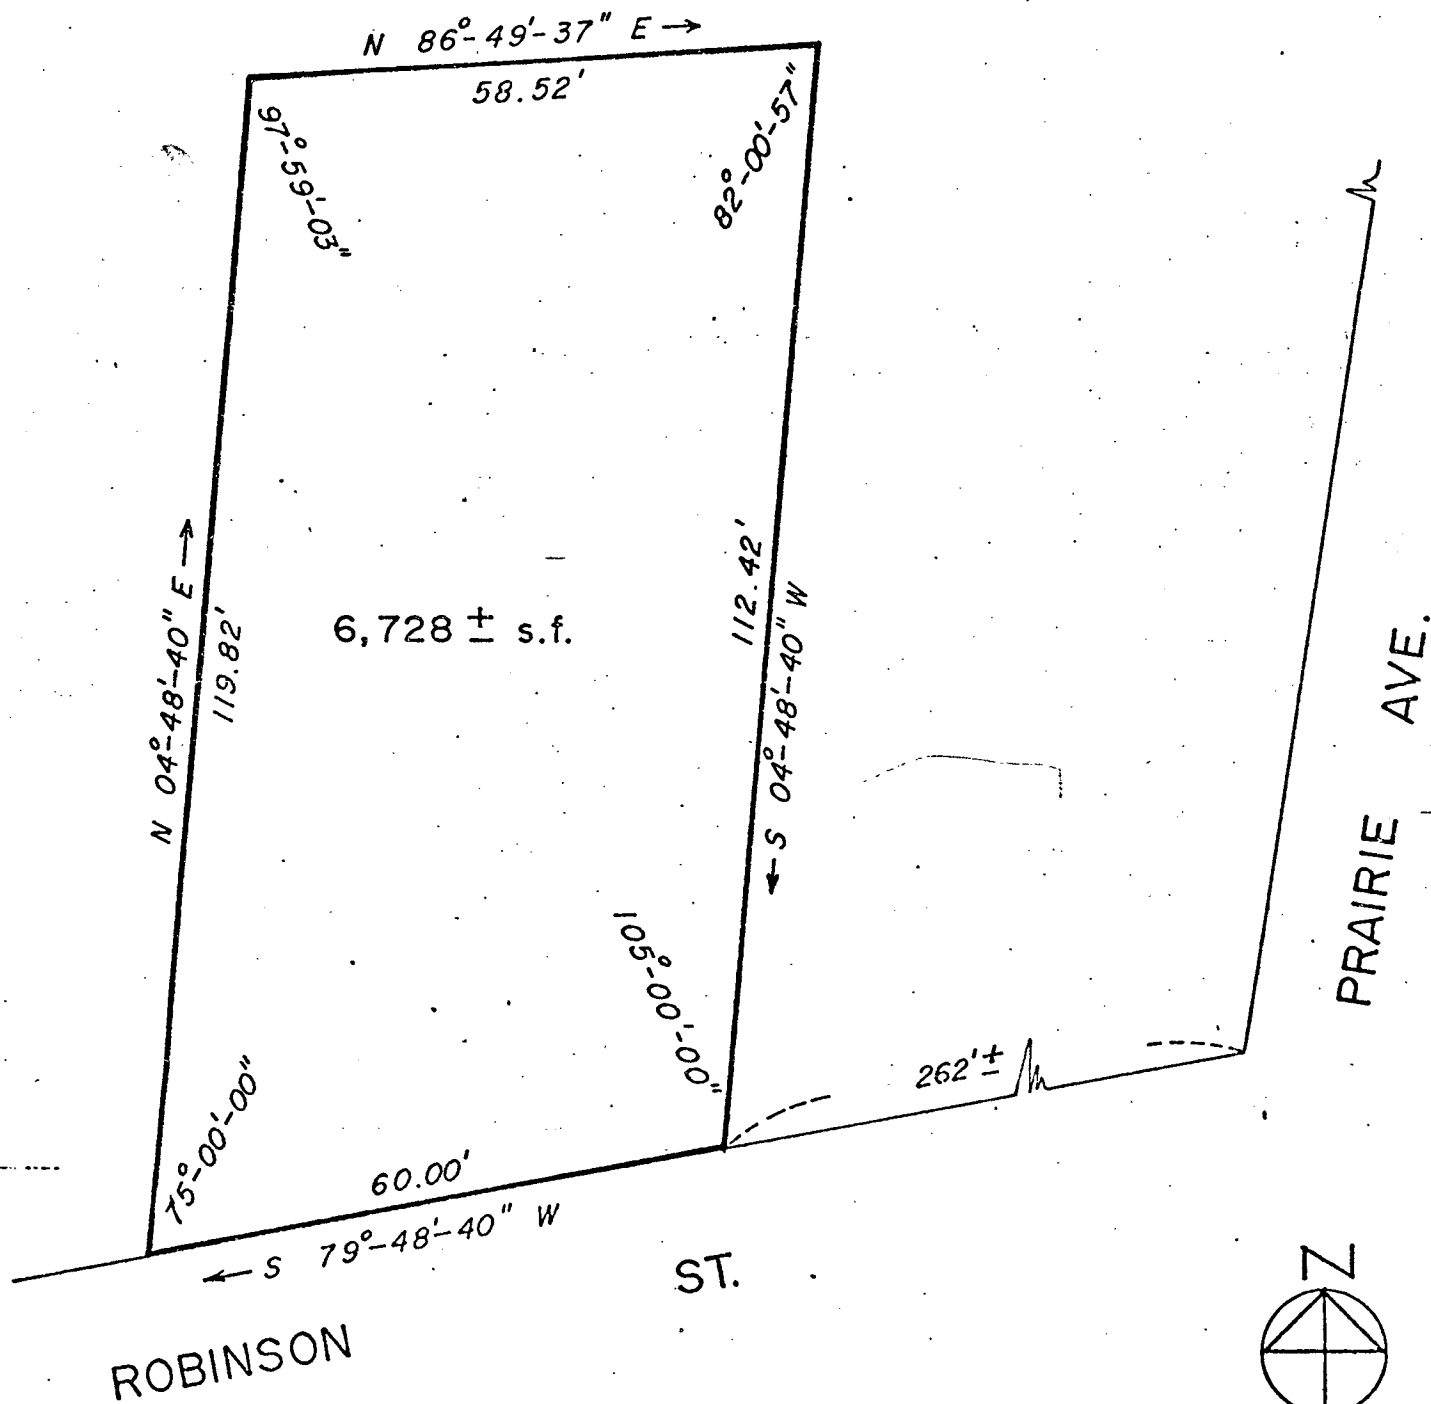 N 86°-49'-37" E →
58.52'
97°-59'-03"
82°-00'-57"
N 04°-48'-40" E →
119.82'
6,728 ± s.f.
112.42'
← S 04°-48'-40" W
105°-00'-00"
75°-00'-00"
60.00'
← S 79°-48'-40" W
262'±
PRAIRIE AVE.
ROBINSON ST.
N